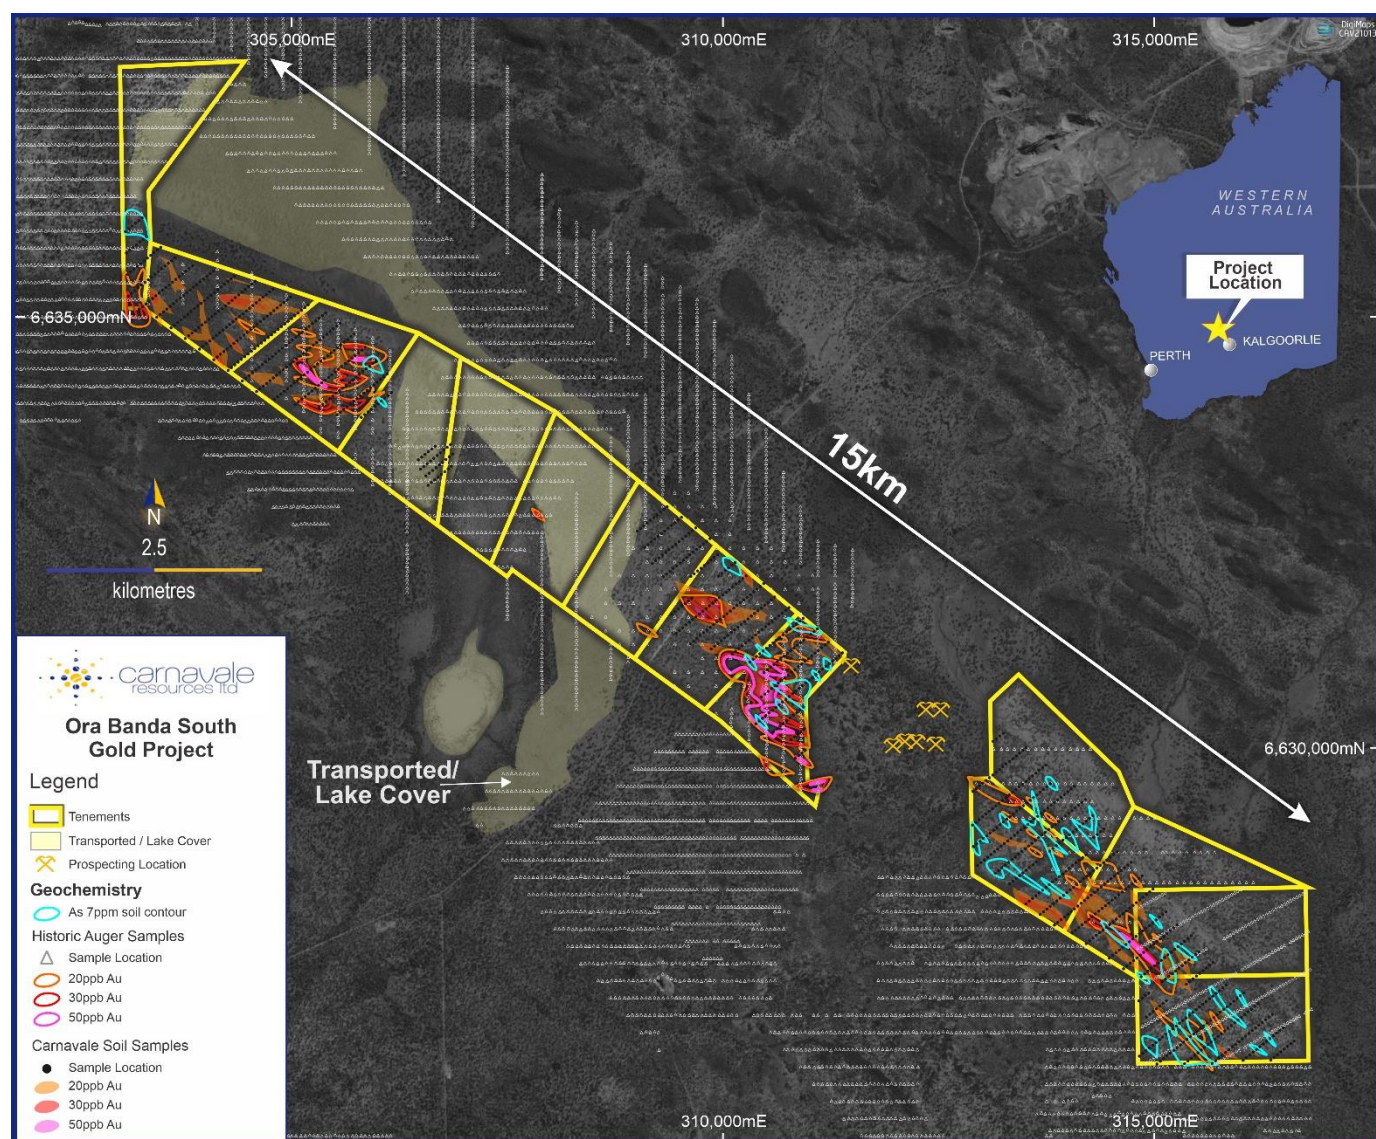 305,000mE
310,000mE
315,000mE
DigiMaps
CAV21013
WESTERN
AUSTRALIA
Project
Location
KALGOORLIE
PERTH
6,635,000mN
15km
N
2.5
kilometres
6,630,000mN
Transported/
Lake Cover
carnavale
resources ltd
Ora Banda South
Gold Project
Legend
Tenements
Transported / Lake Cover
Prospecting Location
Geochemistry
As 7ppm soil contour
Historic Auger Samples
Sample Location
20ppb Au
30ppb Au
50ppb Au
Carnavale Soil Samples
Sample Location
20ppb Au
30ppb Au
50ppb Au
310,000mE
315,000mE